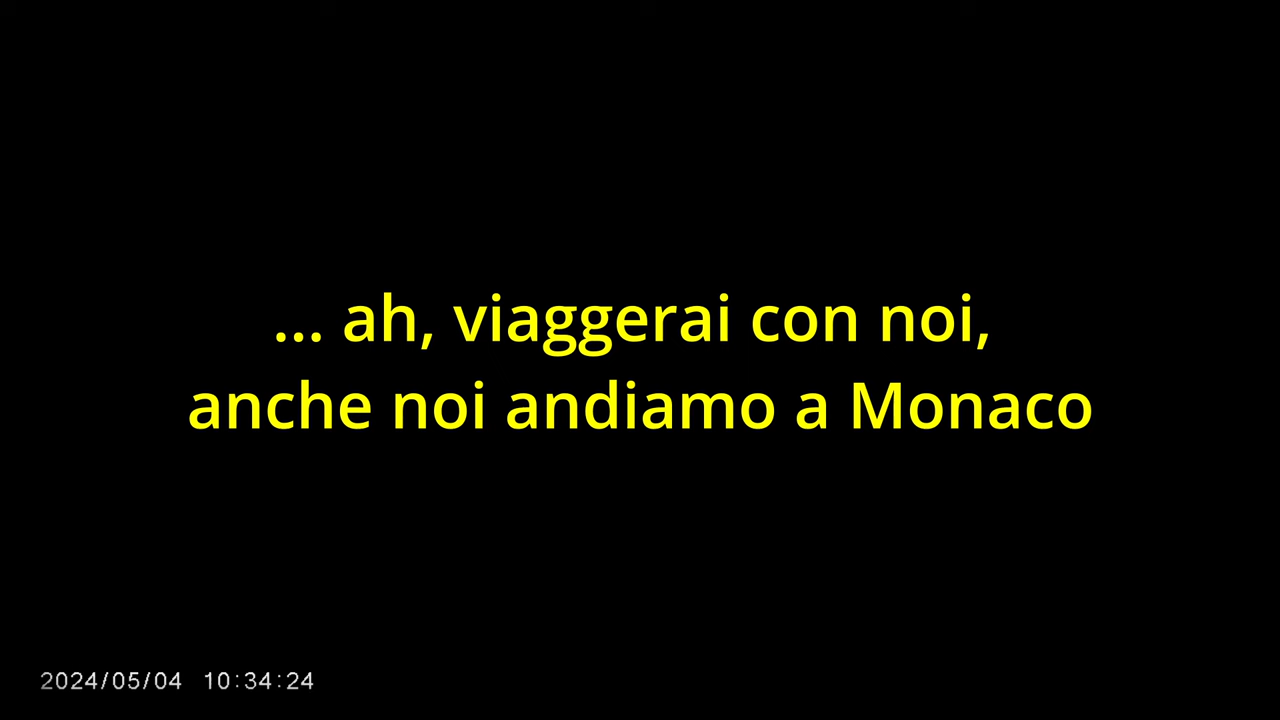 ... ah, viaggerai con noi,
anche noi andiamo a Monaco
2024/05/04 10:34:24